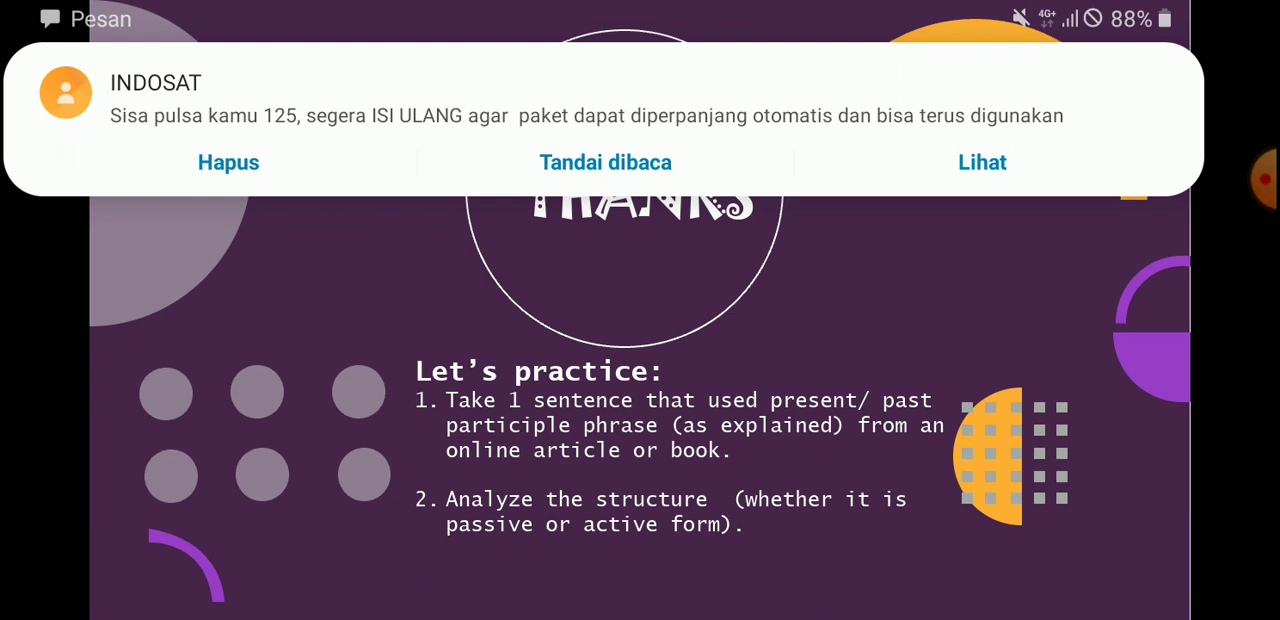 Pesan
4G+ 88%
INDOSAT
Sisa pulsa kamu 125, segera ISI ULANG agar  paket dapat diperpanjang otomatis dan bisa terus digunakan
Hapus Tandai dibaca Lihat
THANKS
Let’s practice:
1. Take 1 sentence that used present/ past
participle phrase (as explained) from an
online article or book.
2. Analyze the structure  (whether it is
passive or active form).